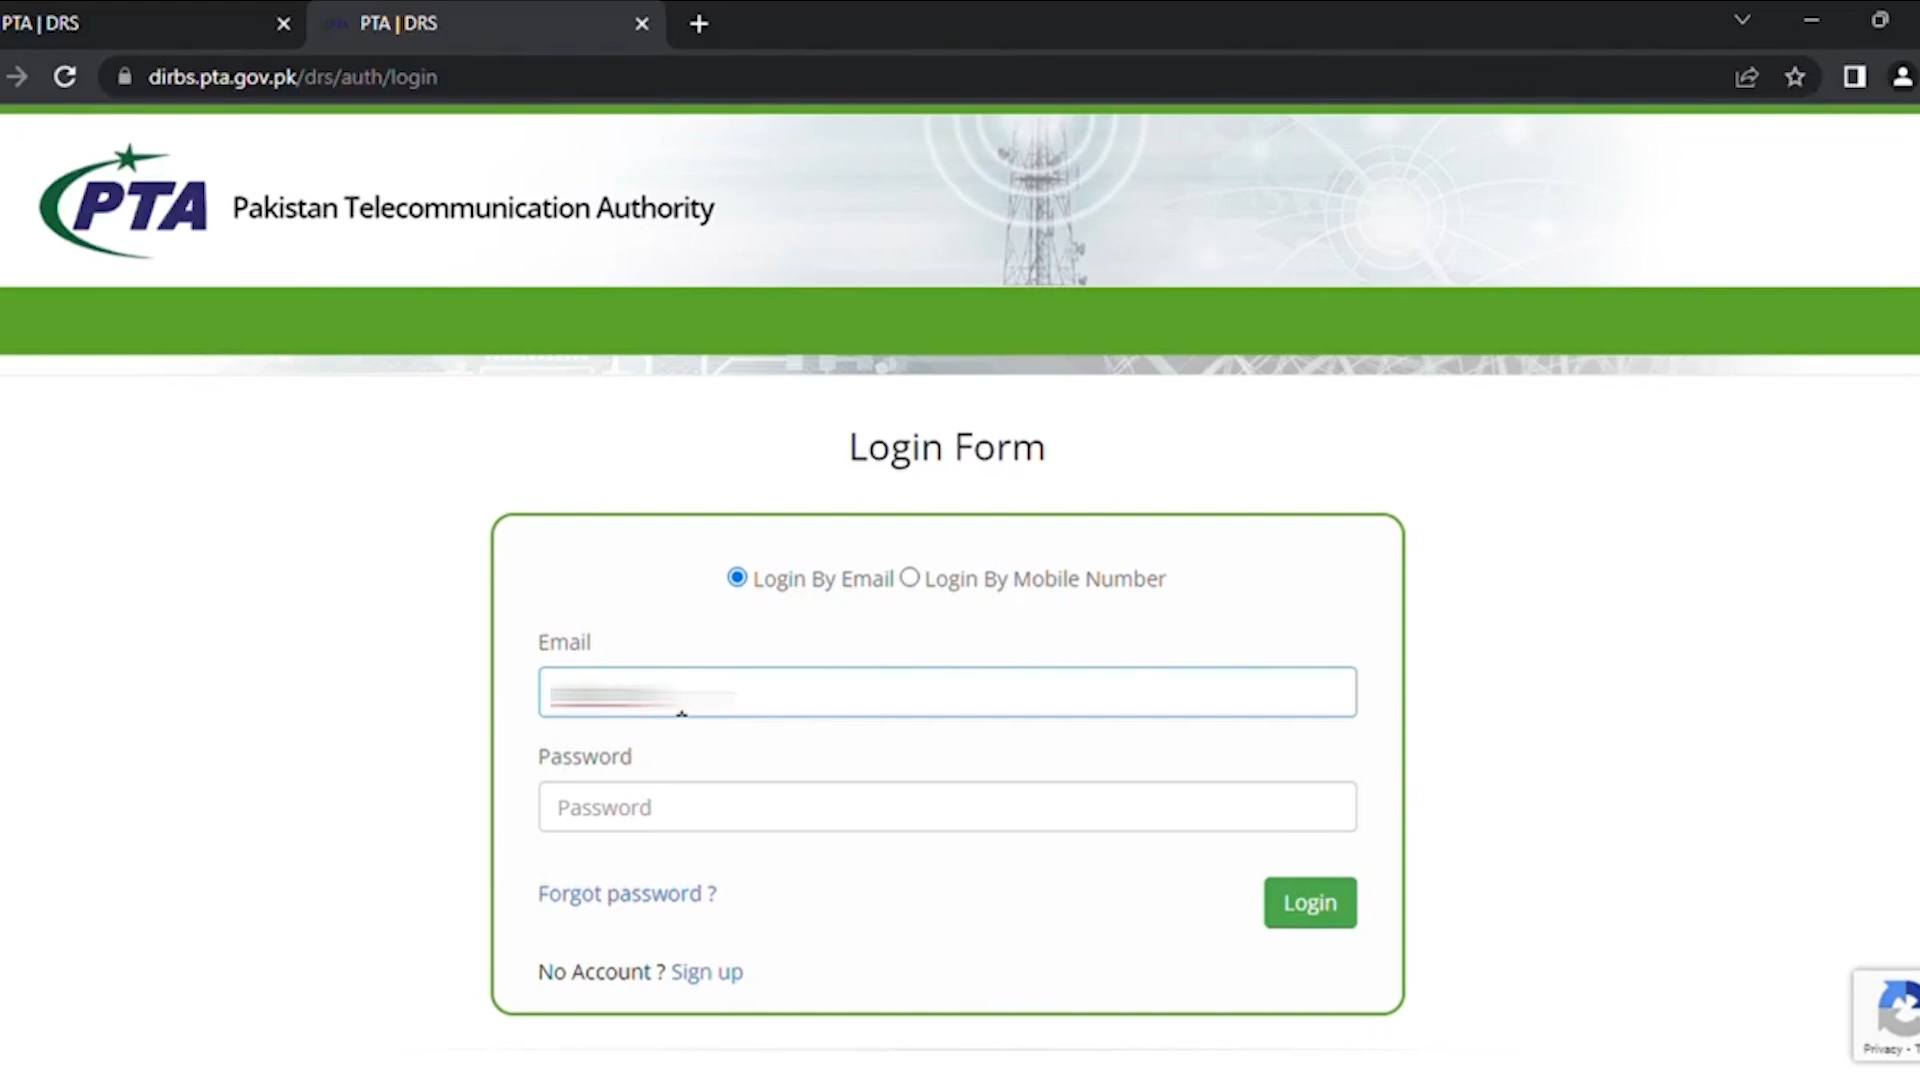 PTA | DRS
PTA | DRS
dirbs.pta.gov.pk/drs/auth/login
PTA
Pakistan Telecommunication Authority
Login Form
Login By Email Login By Mobile Number
Email
Password
Password
Forgot password ?
Login
No Account ? Sign up
Privacy -